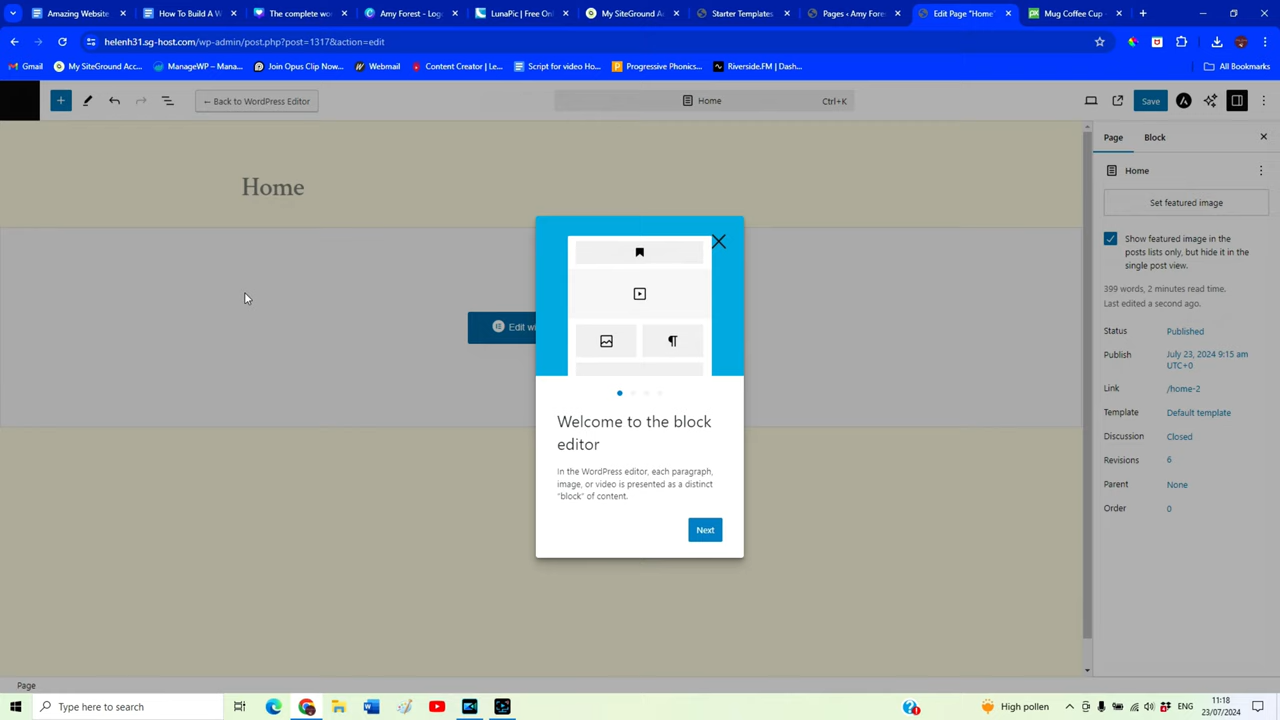 Amazing Website
How To Build A W
The complete wo
Amy Forest - Log
LunaPic | Free Onl
My SiteGround Ac
Starter Templates
Pages ‹ Amy Fore
Edit Page "Home"
Mug Coffee Cup -
helenh31.sg-host.com/wp-admin/post.php?post=1317&action=edit
Gmail
My SiteGround Acc...
ManageWP – Mana...
Join Opus Clip Now...
Webmail
Content Creator | Le...
Script for video Ho...
Progressive Phonics...
Riverside.FM | Dash...
All Bookmarks
← Back to WordPress Editor
Home
Ctrl+K
Save
Page
Block
Home
Home
Set featured image
Show featured image in the
posts lists only, but hide it in the
single post view.
399 words, 2 minutes read time.
Last edited a second ago.
Status
Published
Publish
July 23, 2024 9:15 am
UTC+0
Link
/home-2
Template
Default template
Discussion
Closed
Revisions
6
Parent
None
Order
0
Edit wi
Welcome to the block
editor
In the WordPress editor, each paragraph,
image, or video is presented as a distinct
"block" of content.
Next
Page
Type here to search
High pollen
ENG
11:18
23/07/2024